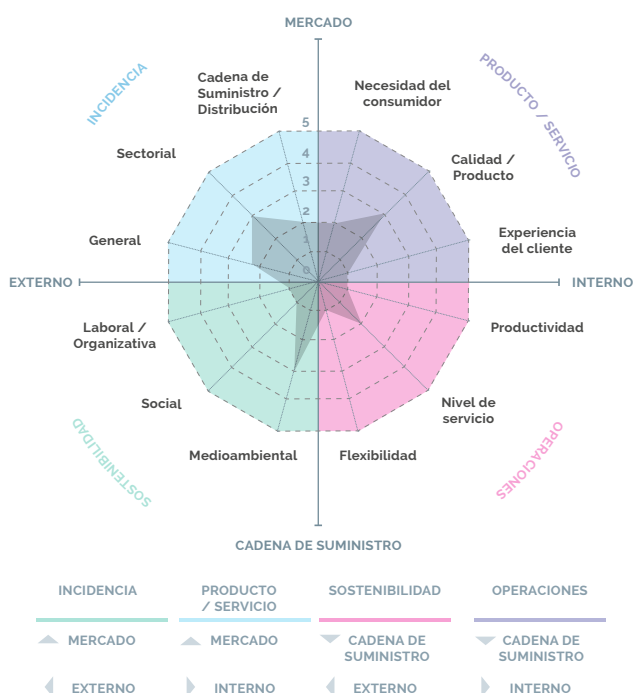 MERCADO
INCIDENCIA
PRODUCTO / SERVICIO
Cadena de
Suministro /
Distribución
Necesidad del
consumidor
5
4
3
2
1
0
Sectorial
Calidad /
Producto
General
Experiencia
del cliente
EXTERNO
INTERNO
Laboral /
Organizativa
Productividad
Social
Nivel de
servicio
Medioambiental
Flexibilidad
SOSTENIBILIDAD
OPERACIONES
CADENA DE SUMINISTRO
INCIDENCIA
PRODUCTO
/ SERVICIO
SOSTENIBILIDAD
OPERACIONES
MERCADO
MERCADO
CADENA DE
SUMINISTRO
CADENA DE
SUMINISTRO
EXTERNO
INTERNO
EXTERNO
INTERNO